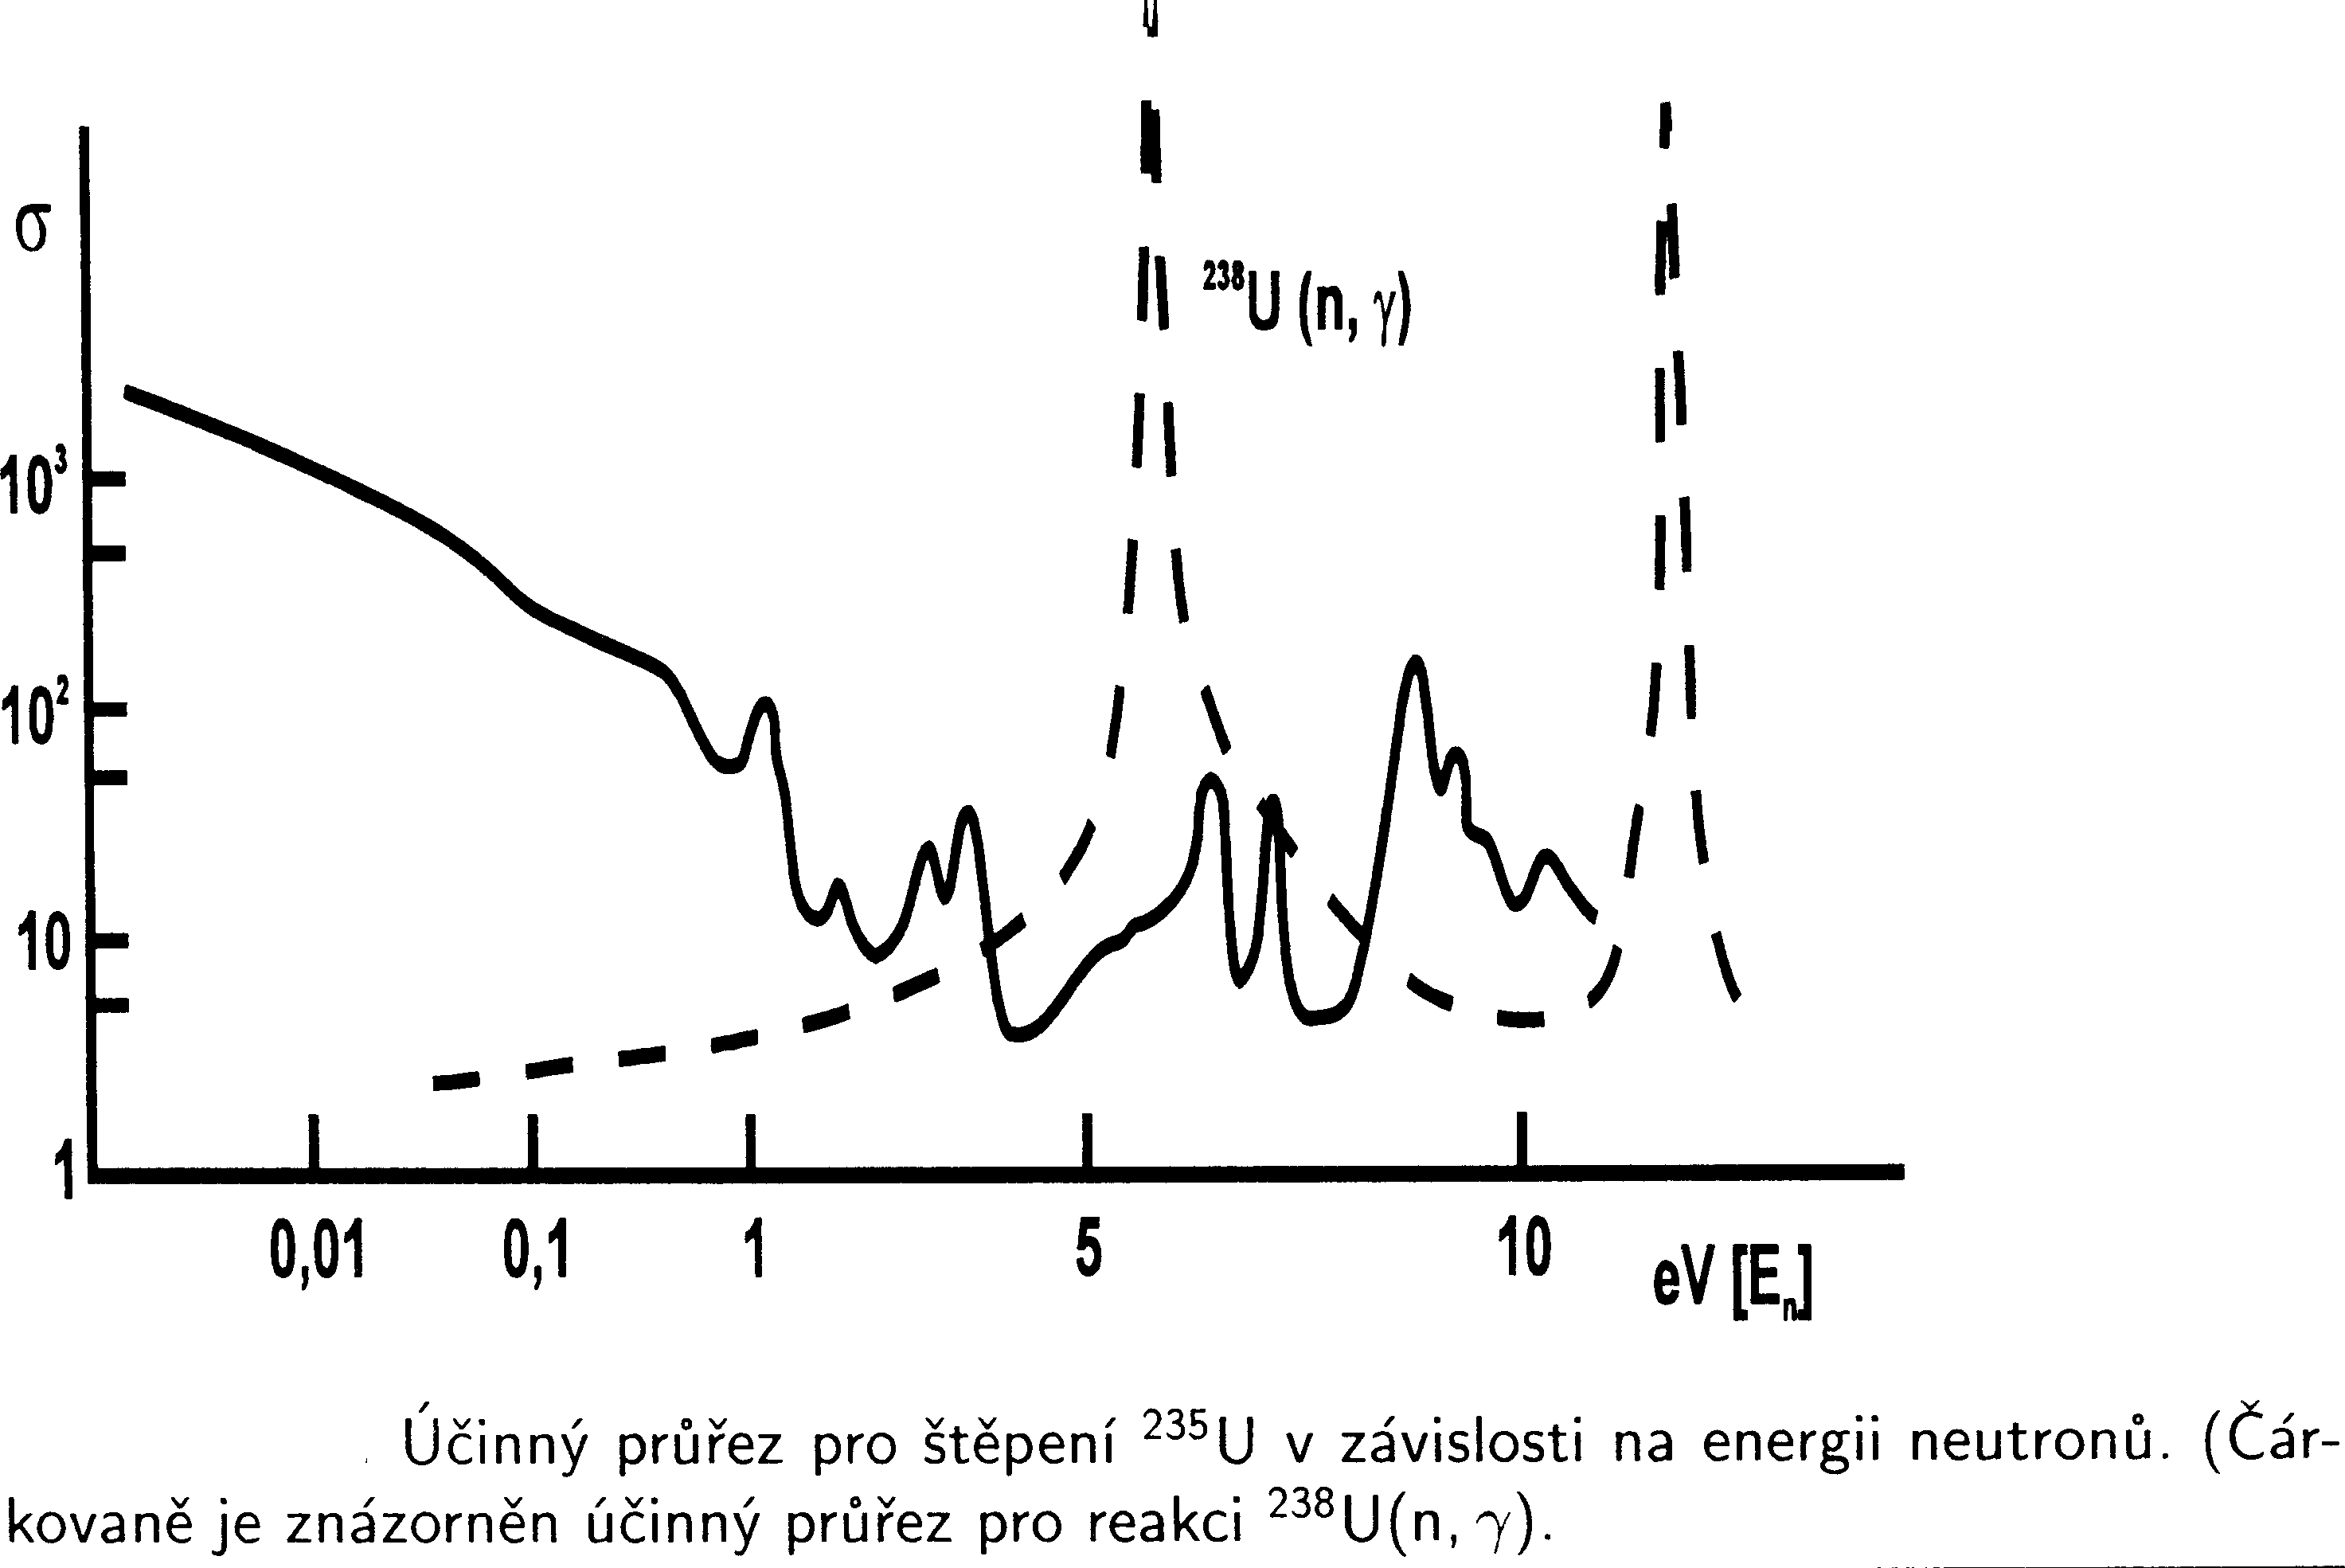 σ
²³⁸U (n, γ)
10³
10²
10
1
0,01 0,1 1 5 10 eV [Eₙ]
Účinný průřez pro štěpení ²³⁵U v závislosti na energii neutronů. (Čár-
kovaně je znázorněn účinný průřez pro reakci ²³⁸U(n, γ).